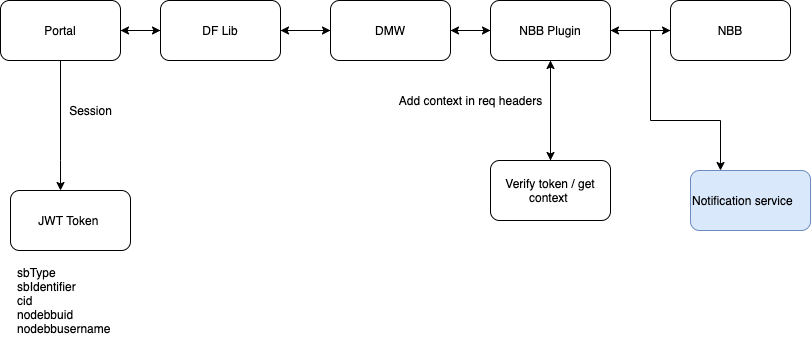 Portal
DF Lib
DMW
NBB Plugin
NBB
Session
Add context in req headers
JWT Token
Verify token / get
context
Notification service
sbType
sbIdentifier
cid
nodebbuid
nodebbusername